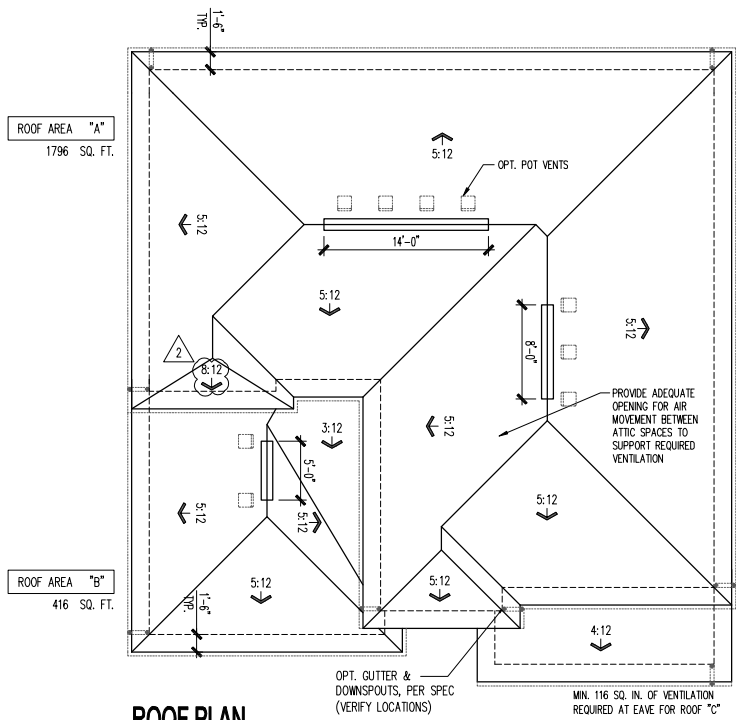 1'-6"
TYP.
ROOF AREA "A"
1796 SQ. FT.
5:12
OPT. POT VENTS
5:12
14'-0"
5:12
5:12
8'-0"
2
8:12
PROVIDE ADEQUATE
OPENING FOR AIR
MOVEMENT BETWEEN
ATTIC SPACES TO
SUPPORT REQUIRED
VENTILATION
5:12
3:12
5'-0"
5:12
5:12
5:12
ROOF AREA "B"
416 SQ. FT.
5:12
1'-6"
TYP.
5:12
4:12
OPT. GUTTER &
DOWNSPOUTS, PER SPEC
(VERIFY LOCATIONS)
MIN. 116 SQ. IN. OF VENTILATION
REQUIRED AT EAVE FOR ROOF "C"
ROOF PLAN